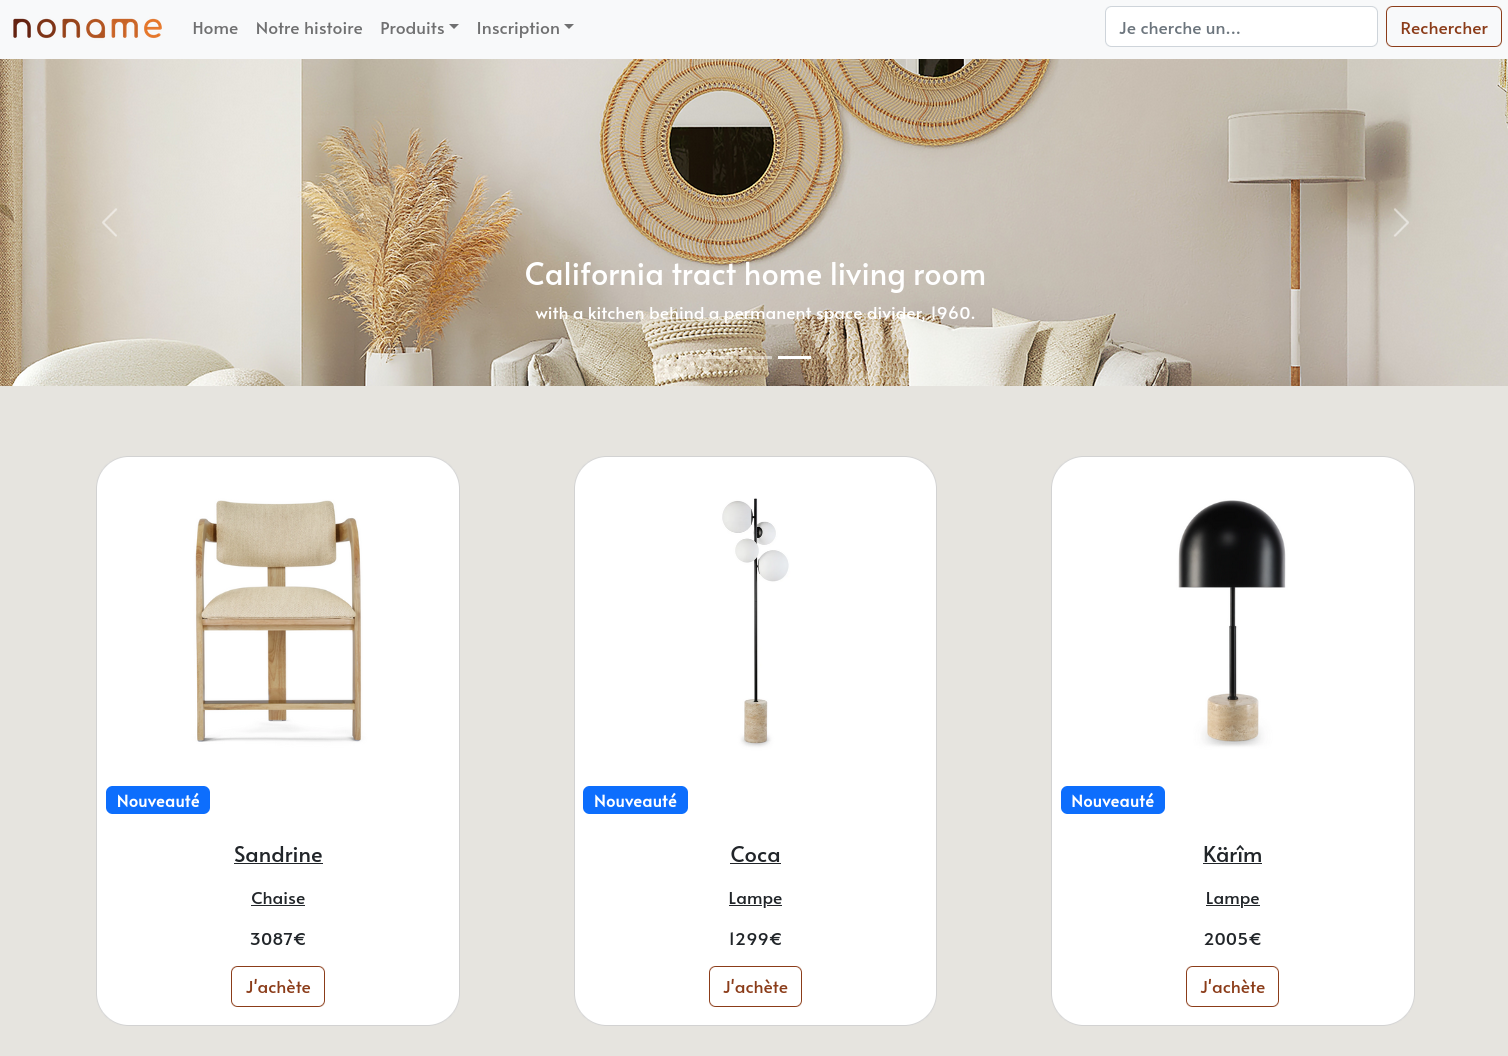 noname Home Notre histoire Produits Inscription Je cherche un... Rechercher
California tract home living room
with a kitchen behind a permanent space divider, 1960.
Nouveauté Nouveauté Nouveauté
Sandrine Coca Kärîm
Chaise Lampe Lampe
3087€ 1299€ 2005€
J'achète J'achète J'achète